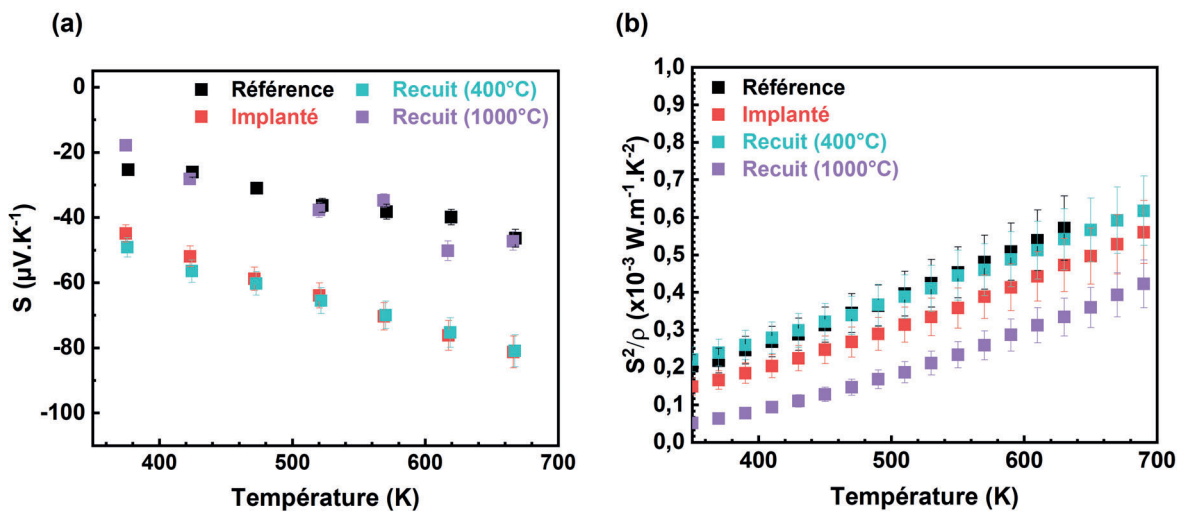 (a)
0
-20
-40
-60
-80
-100
S (µV.K-1)
Référence
Implanté
Recuit (400°C)
Recuit (1000°C)
400
500
600
700
Température (K)
(b)
1,0
0,9
0,8
0,7
0,6
0,5
0,4
0,3
0,2
0,1
0,0
S2/ρ (x10-3 W.m-1.K-2)
Référence
Implanté
Recuit (400°C)
Recuit (1000°C)
400
500
600
700
Température (K)